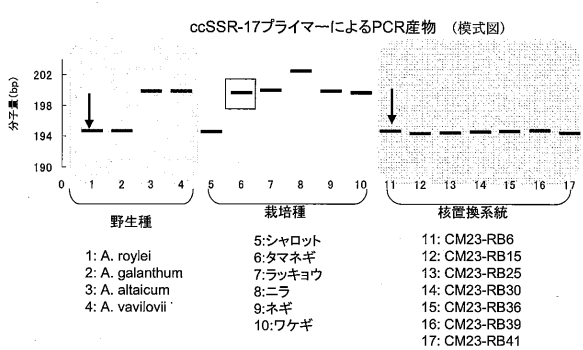 ccSSR-17プライマーによるPCR産物 （模式図）
分子量(bp)
202
198
194
190
0 1 2 3 4 5 6 7 8 9 10 11 12 13 14 15 16 17
野生種
栽培種
核置換系統
1: A. roylei
2: A. galanthum
3: A. altaicum
4: A. vavilovii
5:シャロット
6:タマネギ
7:ラッキョウ
8:ニラ
9:ネギ
10:ワケギ
11: CM23-RB6
12: CM23-RB15
13: CM23-RB25
14: CM23-RB30
15: CM23-RB36
16: CM23-RB39
17: CM23-RB41